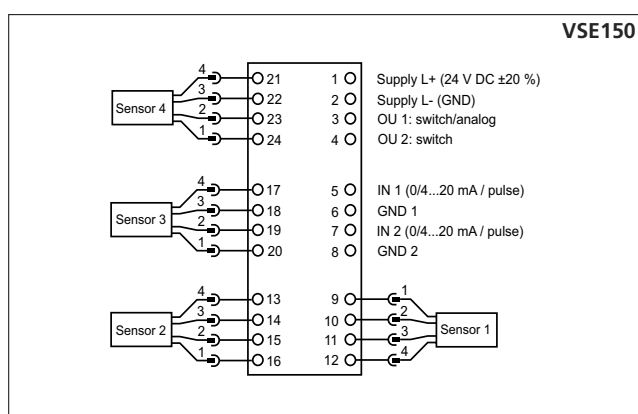 VSE150
Sensor 4
4 21
3 22
2 23
1 24
1 Supply L+ (24 V DC ±20 %)
2 Supply L- (GND)
3 OU 1: switch/analog
4 OU 2: switch
Sensor 3
4 17
3 18
2 19
1 20
5 IN 1 (0/4...20 mA / pulse)
6 GND 1
7 IN 2 (0/4...20 mA / pulse)
8 GND 2
Sensor 2
4 13
3 14
2 15
1 16
9 1
10 2
11 3
12 4
Sensor 1